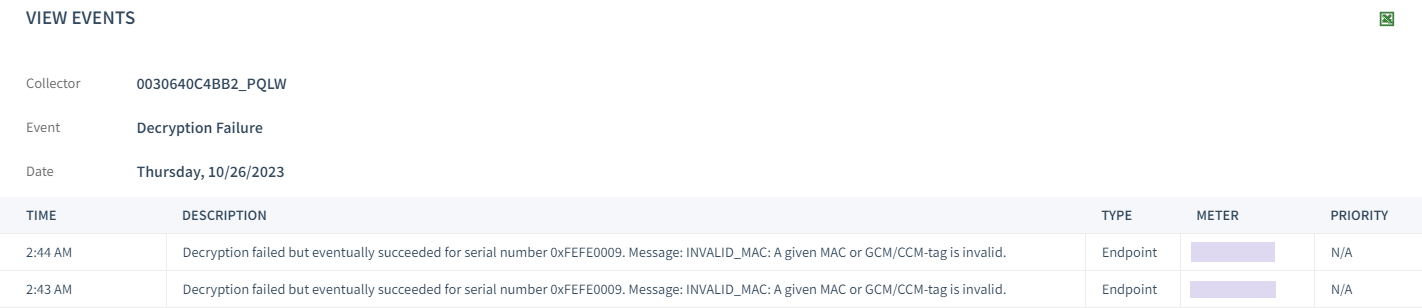 VIEW EVENTS
Collector 0030640C4BB2_PQLW
Event Decryption Failure
Date Thursday, 10/26/2023
TIME DESCRIPTION TYPE METER PRIORITY
2:44 AM Decryption failed but eventually succeeded for serial number 0xFEFE0009. Message: INVALID_MAC: A given MAC or GCM/CCM-tag is invalid. Endpoint N/A
2:43 AM Decryption failed but eventually succeeded for serial number 0xFEFE0009. Message: INVALID_MAC: A given MAC or GCM/CCM-tag is invalid. Endpoint N/A